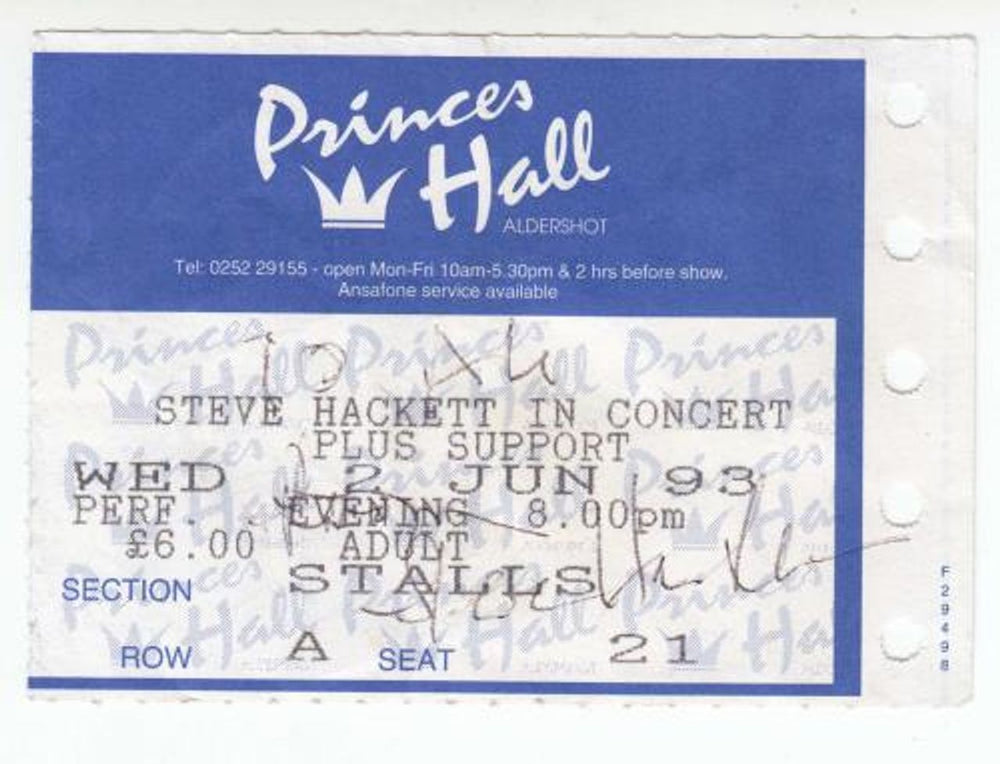 Princes
Hall
ALDERSHOT
Tel: 0252 29155 - open Mon-Fri 10am-5.30pm & 2 hrs before show.
Ansafone service available
TO
STEVE HACKETT IN CONCERT
PLUS SUPPORT
WED 2 JUN 93
PERF. EVENING 8.00pm
£6.00 ADULT
SECTION STALLS
ROW A SEAT 21
F29498